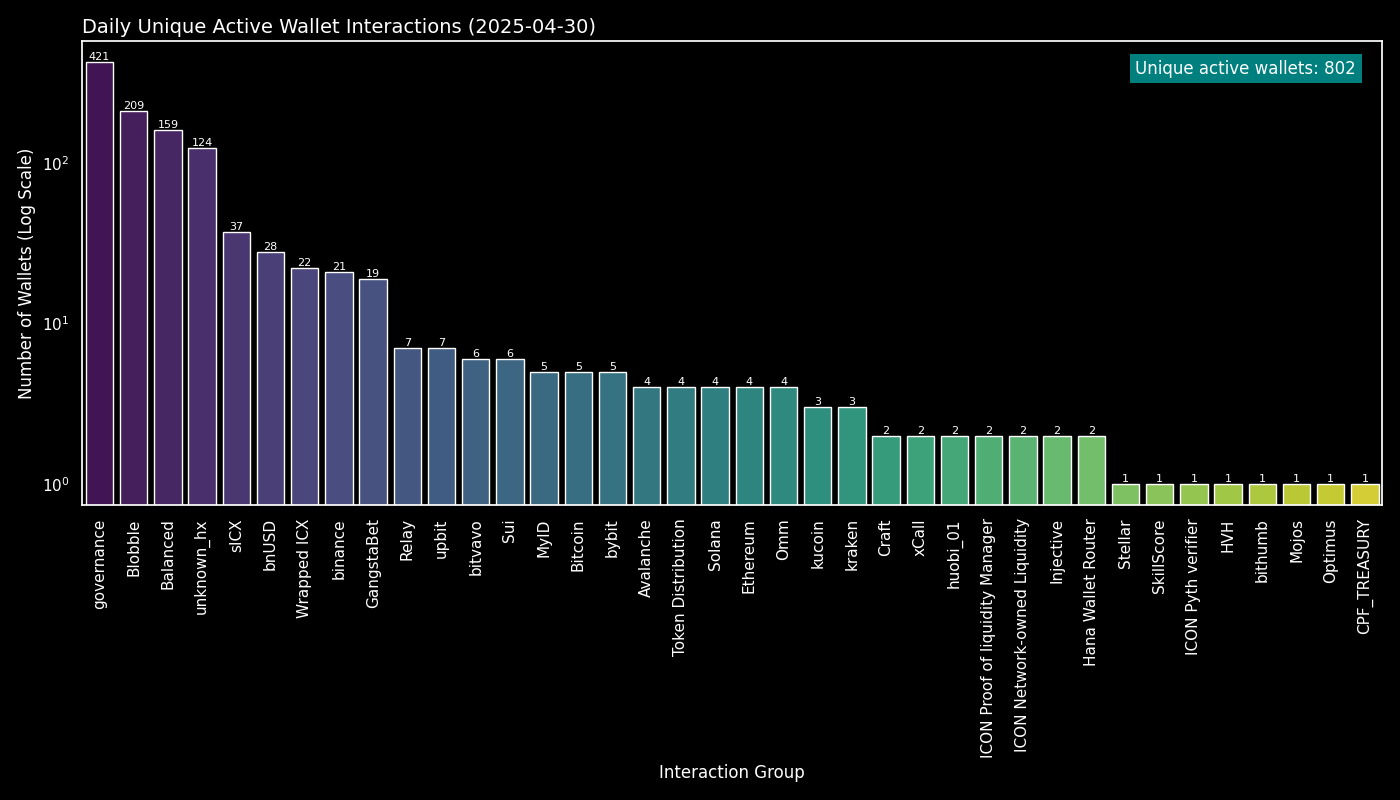 Daily Unique Active Wallet Interactions (2025-04-30)
Unique active wallets: 802
Number of Wallets (Log Scale)
10²
10¹
10⁰
421
209
159
124
37
28
22
21
19
7
7
6
6
5
5
5
4
4
4
4
4
3
3
2
2
2
2
2
2
2
1
1
1
1
1
1
1
1
governance
Blobble
Balanced
unknown_hx
sICX
bnUSD
Wrapped ICX
binance
GangstaBet
Relay
upbit
bitvavo
Sui
MyID
Bitcoin
bybit
Avalanche
Token Distribution
Solana
Ethereum
Omm
kucoin
kraken
Craft
xCall
huobi_01
ICON Proof of liquidity Manager
ICON Network-owned Liquidity
Injective
Hana Wallet Router
Stellar
SkillScore
ICON Pyth verifier
HVH
bithumb
Mojos
Optimus
CPF_TREASURY
Interaction Group